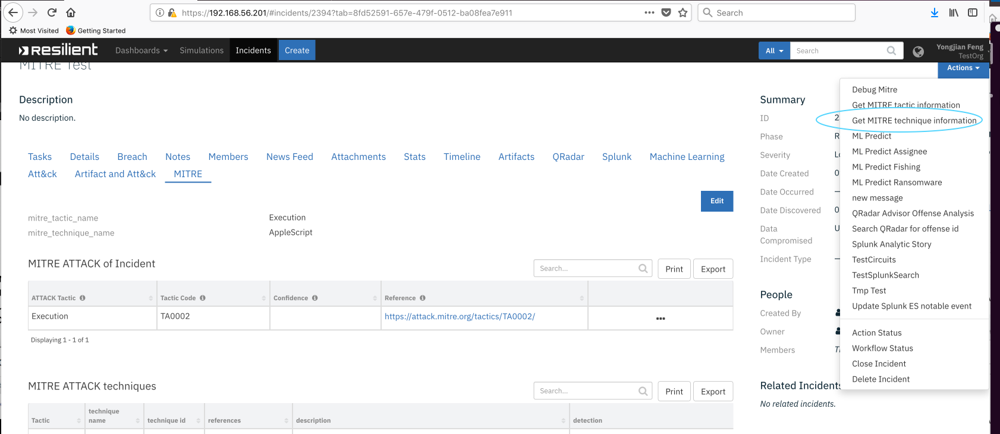 https://192.168.56.201/#incidents/2394?tab=8fd52591-657e-479f-0512-ba08fea7e911
Search
Most Visited
Getting Started
resilient
Dashboards
Simulations
Incidents
Create
All
Search
Yongjian Feng
TestOrg
MITRE Test
Actions
Description
No description.
Tasks
Details
Breach
Notes
Members
News Feed
Attachments
Stats
Timeline
Artifacts
QRadar
Splunk
Machine Learning
Att&ck
Artifact and Att&ck
MITRE
Edit
mitre_tactic_name
Execution
mitre_technique_name
AppleScript
MITRE ATTACK of Incident
Search...
Print
Export
ATTACK Tactic
Tactic Code
Confidence
Reference
Execution
TA0002
https://attack.mitre.org/tactics/TA0002/
Displaying 1 - 1 of 1
MITRE ATTACK techniques
Search...
Print
Export
Tactic
technique
name
technique id
references
description
detection
Summary
ID
2
Phase
R
Severity
Lo
Date Created
0
Date Occurred
—
Date Discovered
0
Data
Compromised
U
Incident Type
—
People
Created By
Owner
Members
Related Incidents
No related incidents.
Debug Mitre
Get MITRE tactic information
Get MITRE technique information
ML Predict
ML Predict Assignee
ML Predict Fishing
ML Predict Ransomware
new message
QRadar Advisor Offense Analysis
Search QRadar for offense id
Splunk Analytic Story
TestCircuits
TestSplunkSearch
Tmp Test
Update Splunk ES notable event
Action Status
Workflow Status
Close Incident
Delete Incident